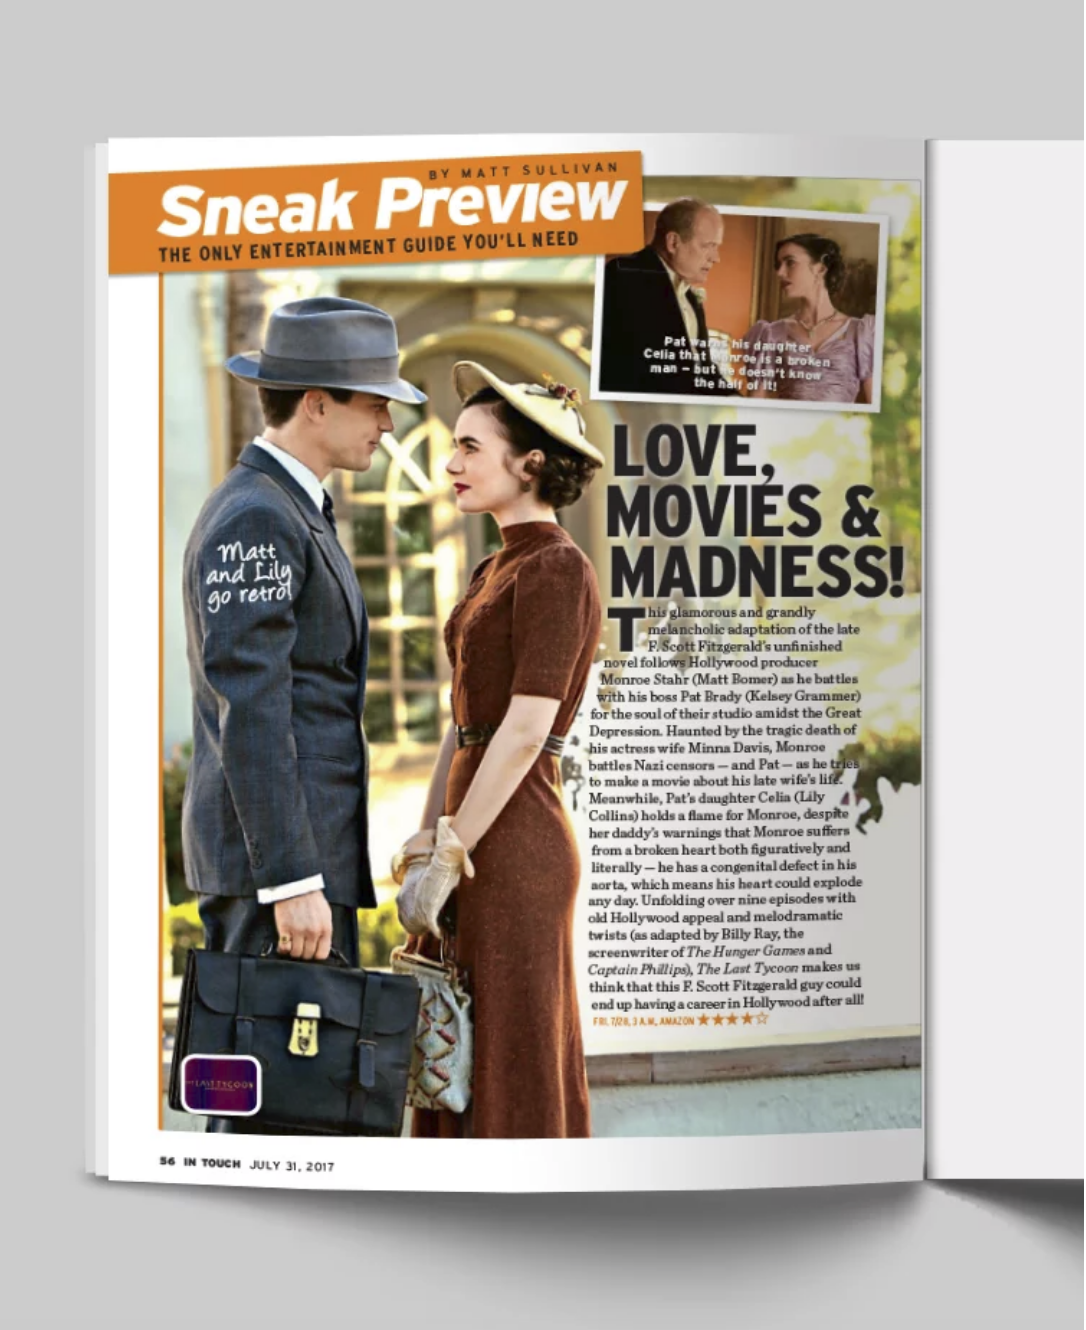 BY MATT SULLIVAN
Sneak Preview
THE ONLY ENTERTAINMENT GUIDE YOU'LL NEED
Pat warns his daughter
Celia that Monroe is a broken
man – but he doesn't know
the half of it!
LOVE,
MOVIES &
MADNESS!
Matt
and Lily
go retro!
This glamorous and grandly
melancholic adaptation of the late
F. Scott Fitzgerald's unfinished
novel follows Hollywood producer
Monroe Stahr (Matt Bomer) as he battles
with his boss Pat Brady (Kelsey Grammer)
for the soul of their studio amidst the Great
Depression. Haunted by the tragic death of
his actress wife Minna Davis, Monroe
battles Nazi censors — and Pat — as he tries
to make a movie about his late wife's life.
Meanwhile, Pat's daughter Celia (Lily
Collins) holds a flame for Monroe, despite
her daddy's warnings that Monroe suffers
from a broken heart both figuratively and
literally — he has a congenital defect in his
aorta, which means his heart could explode
any day. Unfolding over nine episodes with
old Hollywood appeal and melodramatic
twists (as adapted by Billy Ray, the
screenwriter of The Hunger Games and
Captain Phillips), The Last Tycoon makes us
think that this F. Scott Fitzgerald guy could
end up having a career in Hollywood after all!
FRI. 7/28, 3 A.M., AMAZON ★★★★☆
THE LAST TYCOON
56 IN TOUCH JULY 31, 2017